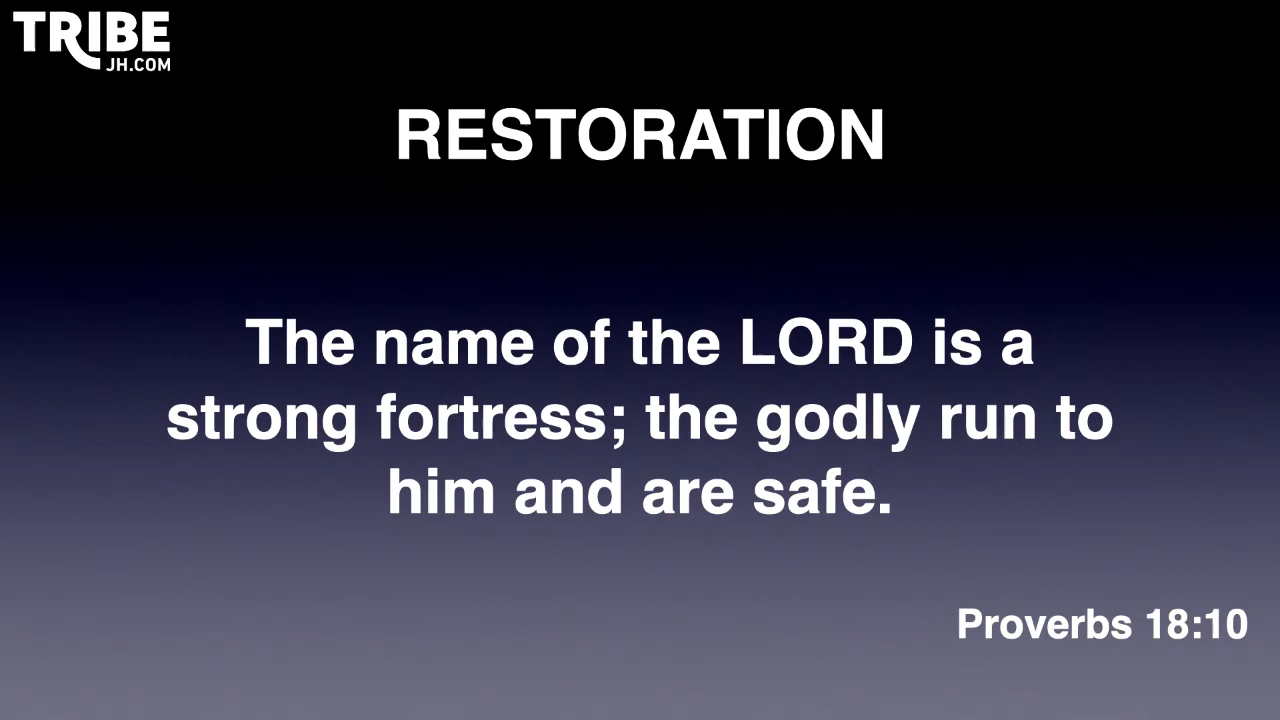 TRIBE
JH.COM
RESTORATION
The name of the LORD is a
strong fortress; the godly run to
him and are safe.
Proverbs 18:10